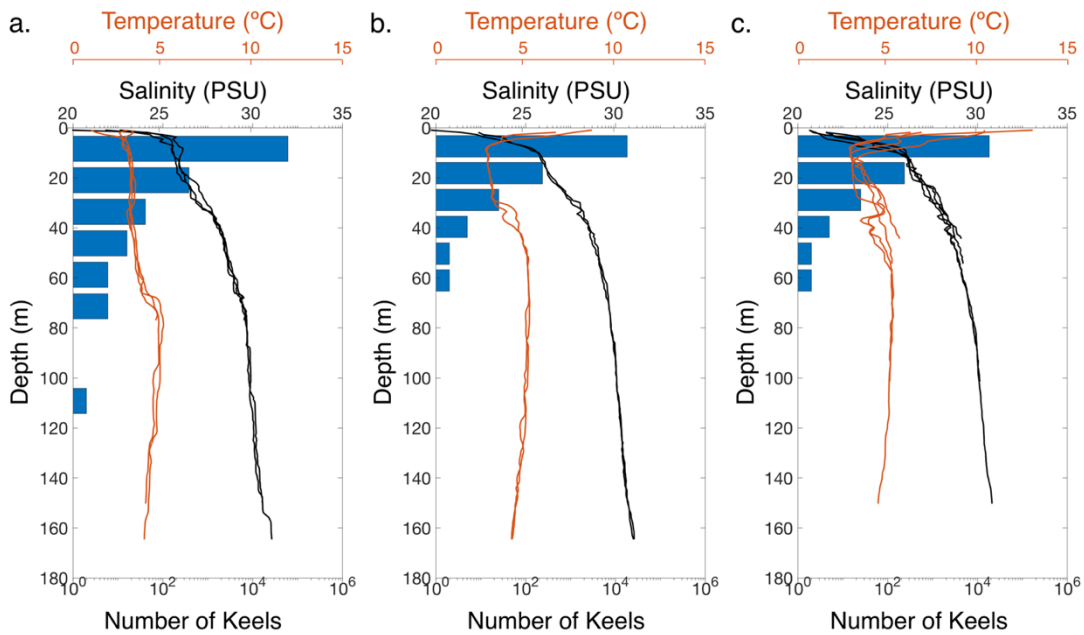 a.
Temperature (ºC)
0 5 10 15
Salinity (PSU)
20 25 30 35
Depth (m)
0
20
40
60
80
100
120
140
160
180
10⁰ 10² 10⁴ 10⁶
Number of Keels
b.
Temperature (ºC)
0 5 10 15
Salinity (PSU)
20 25 30 35
Depth (m)
0
20
40
60
80
100
120
140
160
180
10⁰ 10² 10⁴ 10⁶
Number of Keels
c.
Temperature (ºC)
0 5 10 15
Salinity (PSU)
20 25 30 35
Depth (m)
0
20
40
60
80
100
120
140
160
180
10⁰ 10² 10⁴ 10⁶
Number of Keels